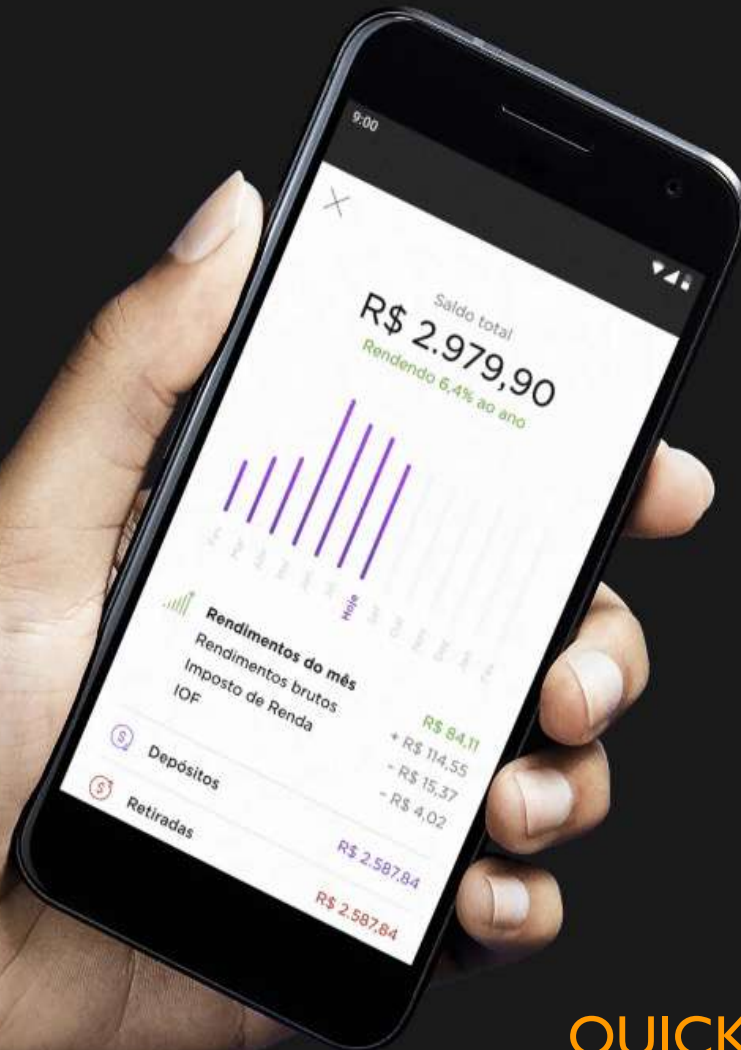 9:00
Saldo total
R$ 2.979,90
Rendendo 6,4% ao ano
Hoje
Rendimentos do mês R$ 84,11
Rendimentos brutos + R$ 114,55
Imposto de Renda - R$ 15,37
IOF - R$ 4,02
Depósitos R$ 2.587,84
Retiradas R$ 2.587,84
QUICK